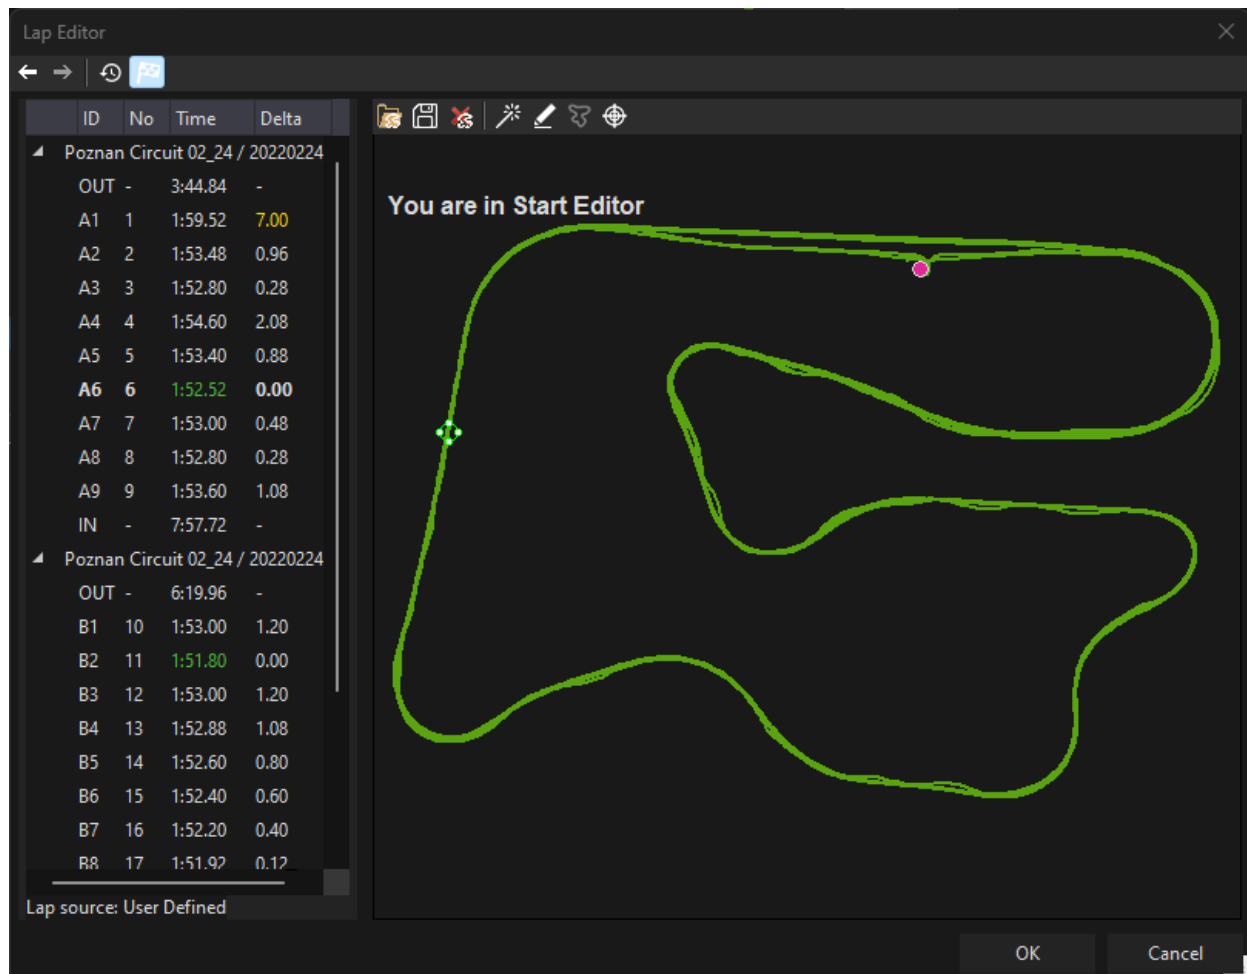 Lap Editor
ID No Time Delta
Poznan Circuit 02_24 / 20220224
OUT - 3:44.84 -
A1 1 1:59.52 7.00
A2 2 1:53.48 0.96
A3 3 1:52.80 0.28
A4 4 1:54.60 2.08
A5 5 1:53.40 0.88
A6 6 1:52.52 0.00
A7 7 1:53.00 0.48
A8 8 1:52.80 0.28
A9 9 1:53.60 1.08
IN - 7:57.72 -
Poznan Circuit 02_24 / 20220224
OUT - 6:19.96 -
B1 10 1:53.00 1.20
B2 11 1:51.80 0.00
B3 12 1:53.00 1.20
B4 13 1:52.88 1.08
B5 14 1:52.60 0.80
B6 15 1:52.40 0.60
B7 16 1:52.20 0.40
B8 17 1:51.92 0.12
Lap source: User Defined
You are in Start Editor
OK Cancel